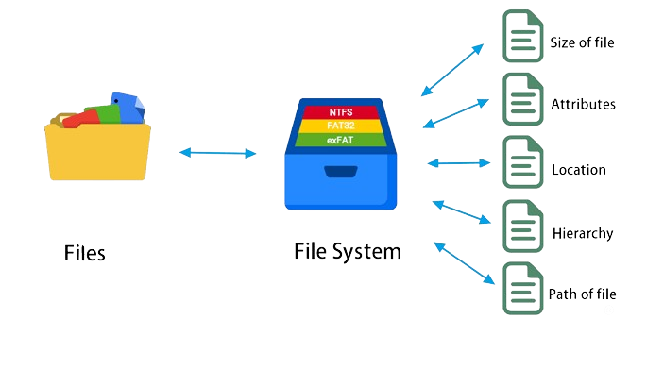 Size of file
NTFS
FAT32
exFAT
Attributes
Location
Files
File System
Hierarchy
Path of file